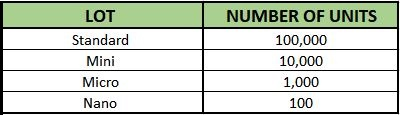 LOT NUMBER OF UNITS
Standard 100,000
Mini 10,000
Micro 1,000
Nano 100